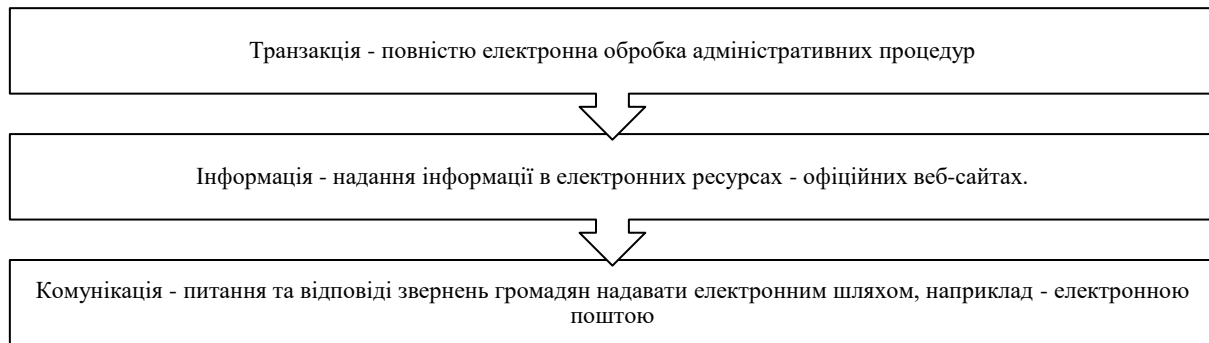 Транзакція - повністю електронна обробка адміністративних процедур
Інформація - надання інформації в електронних ресурсах - офіційних веб-сайтах.
Комунікація - питання та відповіді звернень громадян надавати електронним шляхом, наприклад - електронною
поштою